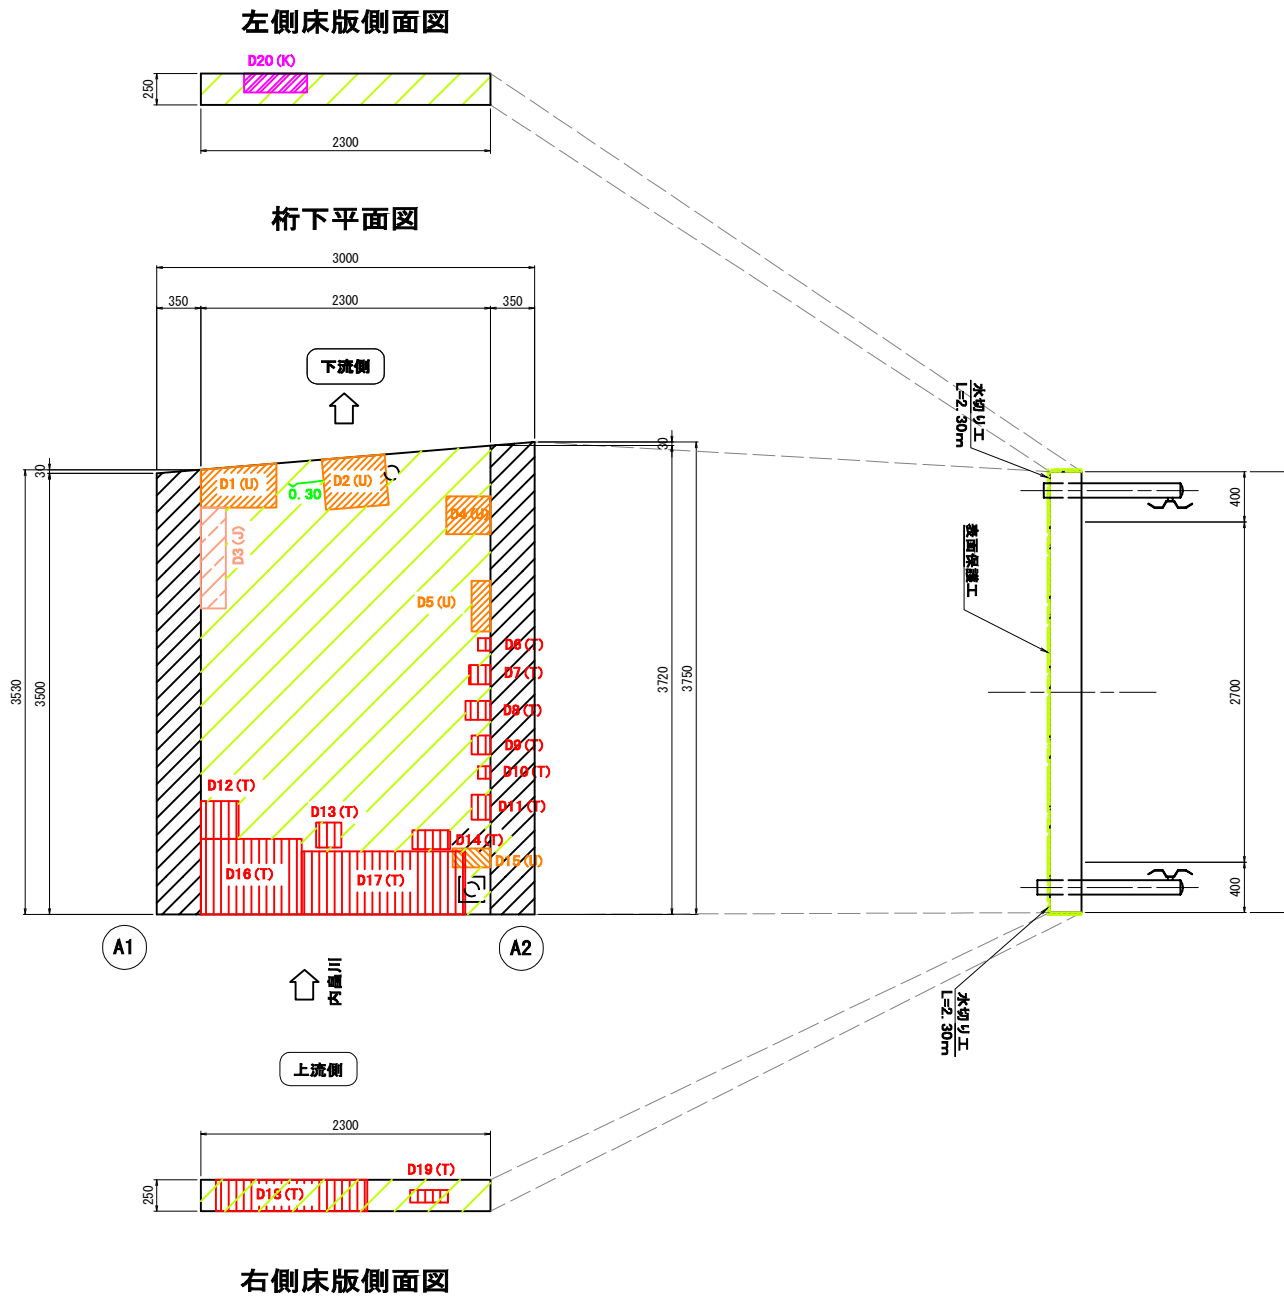 左側床版側面図
D20(K)
250
2300
桁下平面図
3000
350
2300
350
下流側
水切り工
L=2.30m
30
30
D1(U)
D2(U)
0.30
D4(U)
D3(J)
400
表面保護工
D5(U)
D6(T)
D7(T)
D8(T)
D9(T)
D10(T)
D11(T)
3530
3500
3720
3750
2700
D12(T)
D13(T)
D14(T)
D15(U)
D16(T)
D17(T)
400
A1
A2
内畠川
水切り工
L=2.30m
上流側
2300
D19(T)
D18(T)
250
右側床版側面図